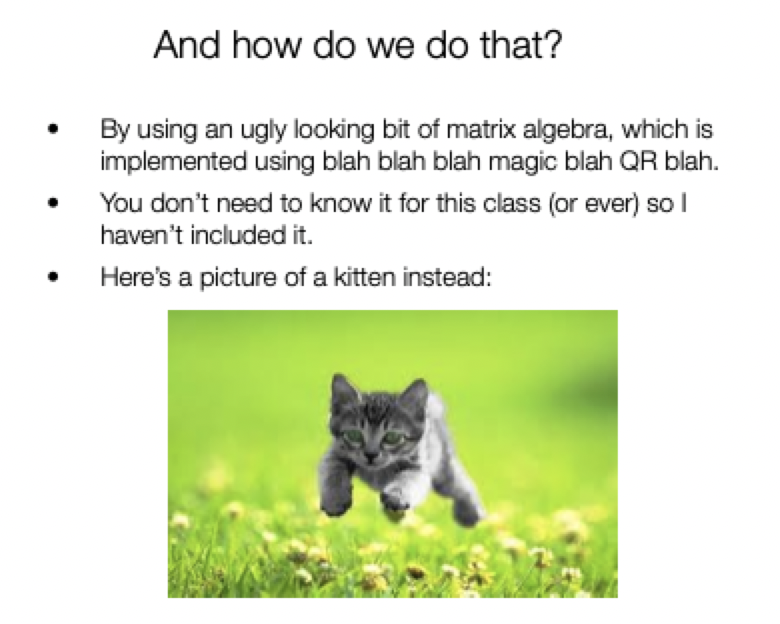 And how do we do that?
• By using an ugly looking bit of matrix algebra, which is
implemented using blah blah blah magic blah QR blah.
• You don't need to know it for this class (or ever) so I
haven't included it.
• Here's a picture of a kitten instead: